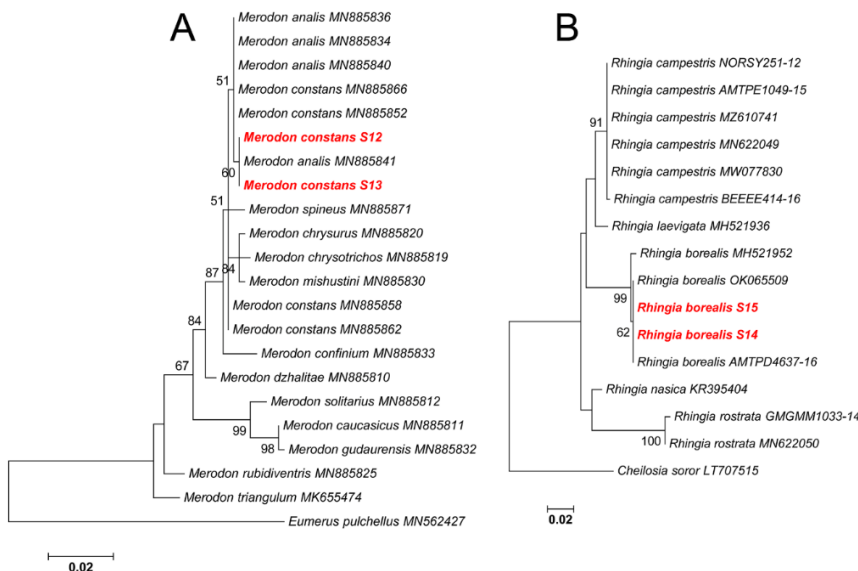 A
Merodon analis MN885836
Merodon analis MN885834
Merodon analis MN885840
51
Merodon constans MN885866
Merodon constans MN885852
Merodon constans S12
Merodon analis MN885841
60
Merodon constans S13
51
Merodon spineus MN885871
Merodon chrysurus MN885820
Merodon chrysotrichos MN885819
87
84
Merodon mishustini MN885830
Merodon constans MN885858
84
Merodon constans MN885862
Merodon confinium MN885833
67
Merodon dzhalitae MN885810
Merodon solitarius MN885812
99
Merodon caucasicus MN885811
98
Merodon gudaurensis MN885832
Merodon rubidiventris MN885825
Merodon triangulum MK655474
Eumerus pulchellus MN562427
0.02
B
Rhingia campestris NORSY251-12
Rhingia campestris AMTPE1049-15
91
Rhingia campestris MZ610741
Rhingia campestris MN622049
Rhingia campestris MW077830
Rhingia campestris BEEEE414-16
Rhingia laevigata MH521936
Rhingia borealis MH521952
Rhingia borealis OK065509
99
Rhingia borealis S15
62
Rhingia borealis S14
Rhingia borealis AMTPD4637-16
Rhingia nasica KR395404
Rhingia rostrata GMGMM1033-14
100
Rhingia rostrata MN622050
Cheilosia soror LT707515
0.02